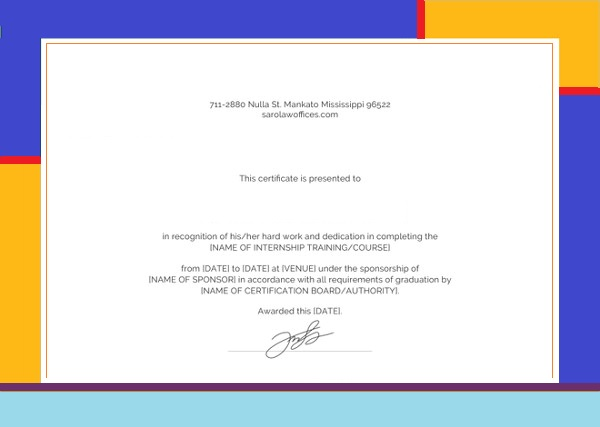 711-2880 Nulla St. Mankato Mississippi 96522
sarolawoffices.com
This certificate is presented to
in recognition of his/her hard work and dedication in completing the
[NAME OF INTERNSHIP TRAINING/COURSE]
from [DATE] to [DATE] at [VENUE] under the sponsorship of
[NAME OF SPONSOR] in accordance with all requirements of graduation by
[NAME OF CERTIFICATION BOARD/AUTHORITY].
Awarded this [DATE].